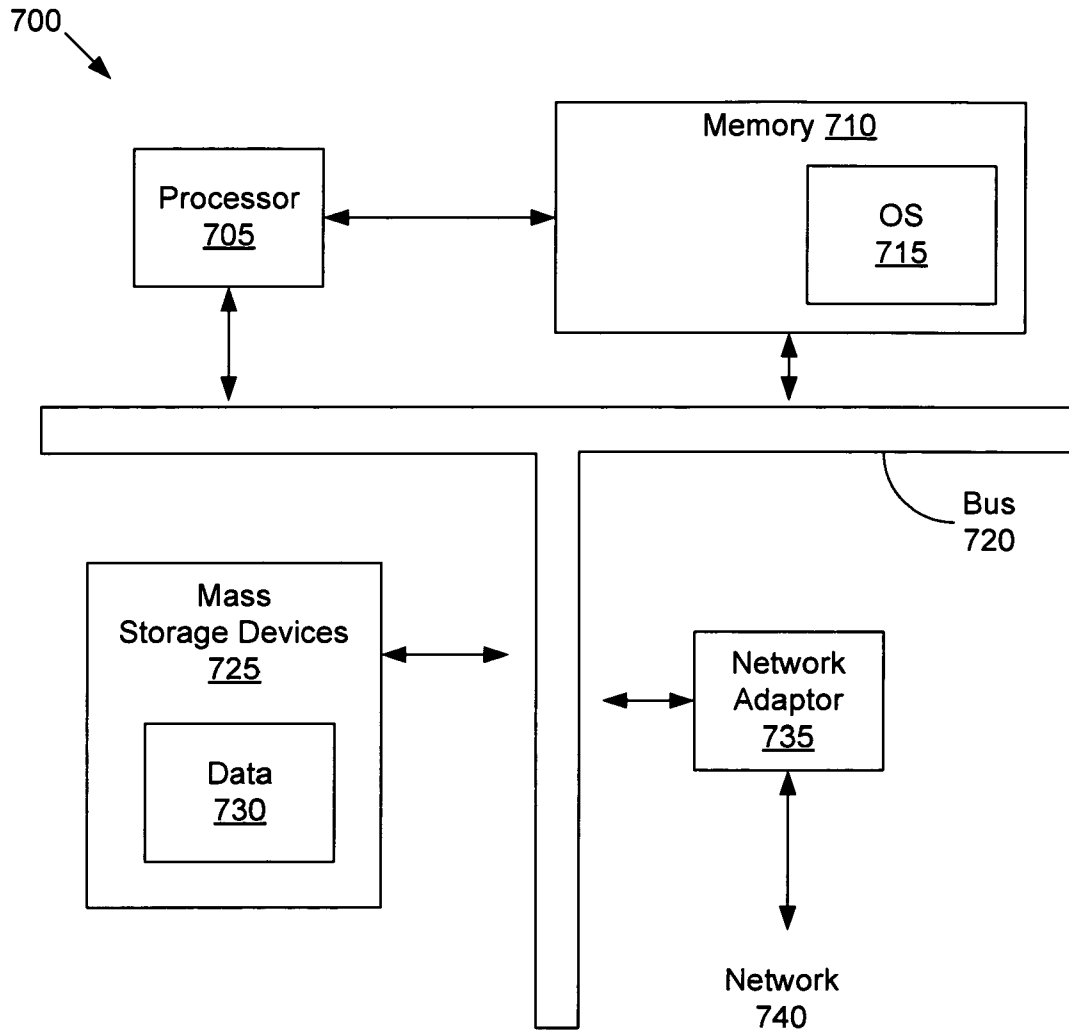 700
Memory 710
Processor
705
OS
715
Bus
720
Mass
Storage Devices
725
Network
Adaptor
735
Data
730
Network
740